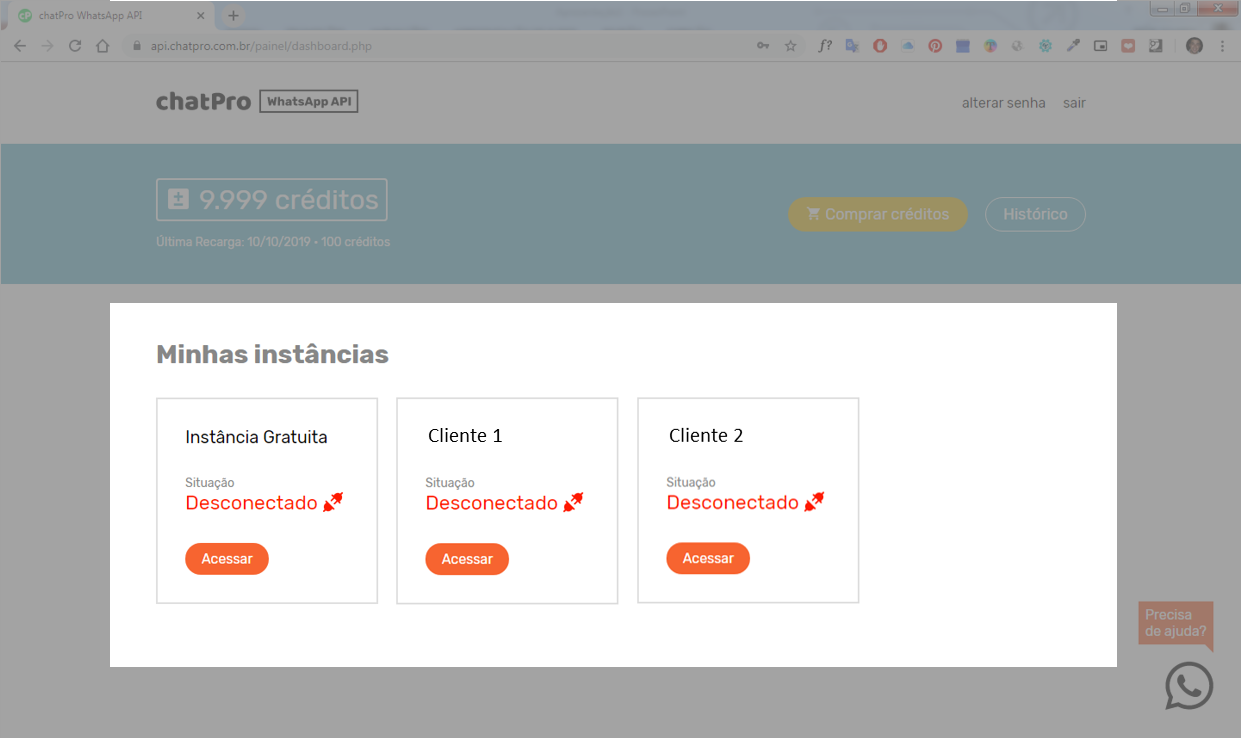 chatPro WhatsApp API
api.chatpro.com.br/painel/dashboard.php
f?
chatPro WhatsApp API
alterar senha sair
9.999 créditos
Comprar créditos Histórico
Última Recarga: 10/10/2019 • 100 créditos
Minhas instâncias
Instância Gratuita
Situação
Desconectado
Acessar
Cliente 1
Situação
Desconectado
Acessar
Cliente 2
Situação
Desconectado
Acessar
Precisa
de ajuda?